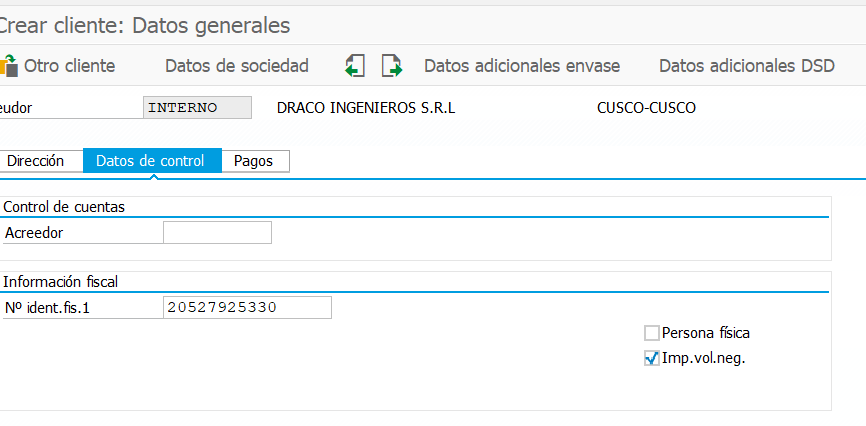 Crear cliente: Datos generales
Otro cliente Datos de sociedad Datos adicionales envase Datos adicionales DSD
eudor INTERNO DRACO INGENIEROS S.R.L CUSCO-CUSCO
Dirección Datos de control Pagos
Control de cuentas
Acreedor
Información fiscal
Nº ident.fis.1 20527925330
Persona física
Imp.vol.neg.